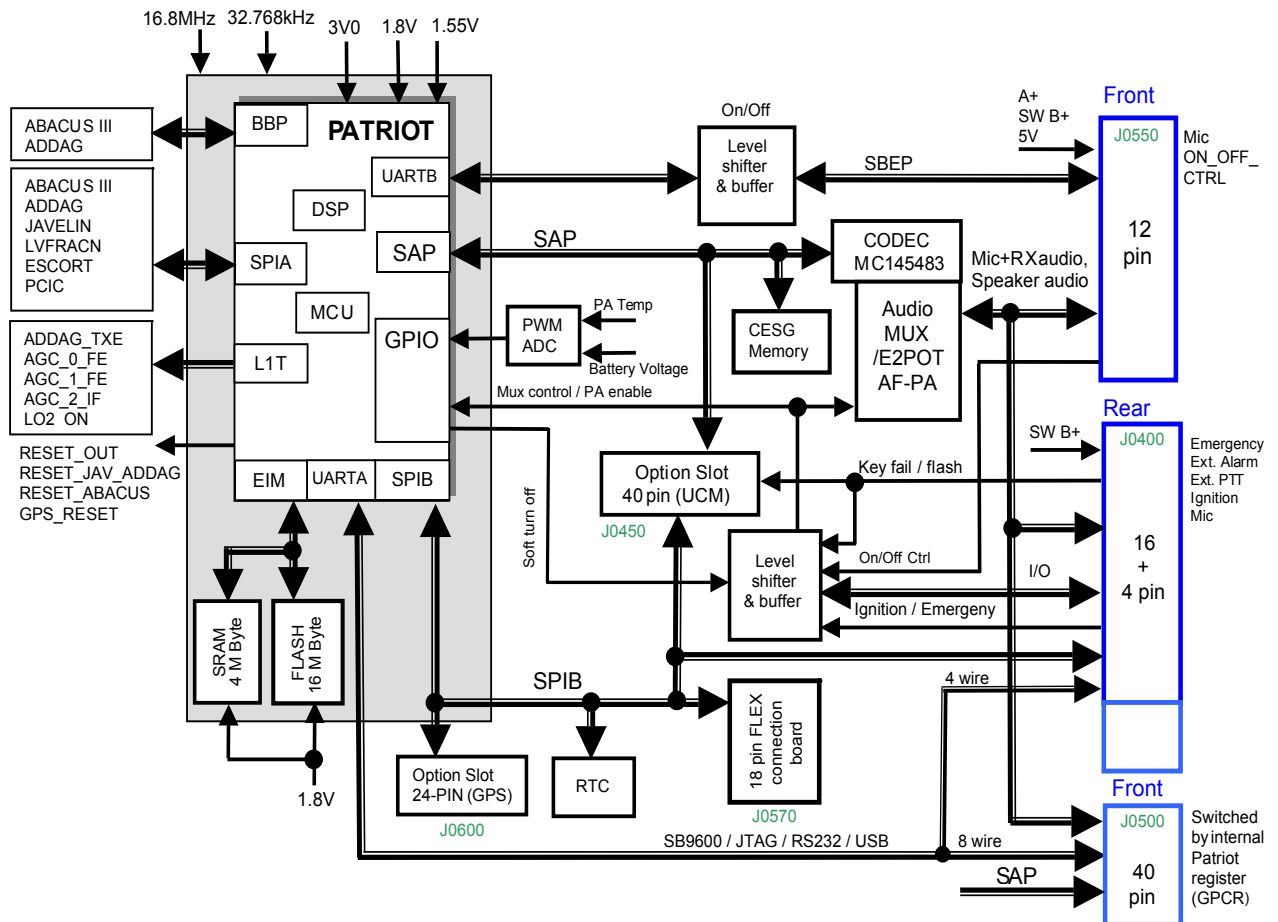 16.8MHz
32.768kHz
3V0
1.8V
1.55V
ABACUS III
ADDAG
ABACUS III
ADDAG
JAVELIN
LVFRACN
ESCORT
PCIC
ADDAG_TXE
AGC_0_FE
AGC_1_FE
AGC_2_IF
LO2 ON
RESET_OUT
RESET_JAV_ADDAG
RESET_ABACUS
GPS_RESET
BBP
PATRIOT
UARTB
DSP
SAP
SPIA
MCU
GPIO
L1T
EIM
UARTA
SPIB
SRAM
4 M Byte
FLASH
16 M Byte
1.8V
On/Off
Level
shifter
& buffer
SBEP
SAP
CODEC
MC145483
PA Temp
PWM
ADC
Battery Voltage
CESG
Memory
Audio
MUX
/E2POT
AF-PA
Mic+RXaudio,
Speaker audio
Mux control / PA enable
Option Slot
40 pin (UCM)
J0450
Key fail / flash
Soft turn off
Level
shifter
& buffer
On/Off Ctrl
I/O
Ignition / Emergeny
SPIB
4 wire
Option Slot
24-PIN (GPS)
J0600
RTC
18 pin FLEX
connection
board
J0570
SB9600 / JTAG / RS232 / USB
8 wire
SAP
A+
SW B+
5V
Front
J0550
12
pin
Mic
ON_OFF_
CTRL
Rear
SW B+
J0400
16
+
4 pin
Emergency
Ext. Alarm
Ext. PTT
Ignition
Mic
Front
J0500
40
pin
Switched
by internal
Patriot
register
(GPCR)